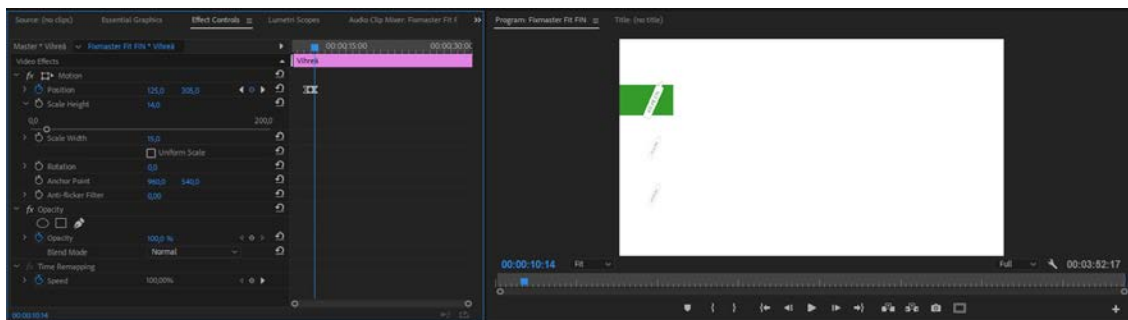 Source: (no clips) Essential Graphics Effect Controls Lumetri Scopes Audio Clip Mixer: Fixmaster Fit F
Program: Fixmaster Fit FIN Title: (no title)
Master * Vihreä Fixmaster Fit FIN * Vihreä
00:00:15:00 00:00:30:00
Video Effects
Vihreä
fx Motion
Position 125,0 305,0
Scale Height 14,0
0,0 200,0
Scale Width 15,0
Uniform Scale
Rotation 0,0
Anchor Point 960,0 540,0
Anti-flicker Filter 0,00
fx Opacity
Opacity 100,0 %
Blend Mode Normal
Time Remapping
Speed 100,00%
00:00:10:14
00:00:10:14 Fit Full 00:03:52:17